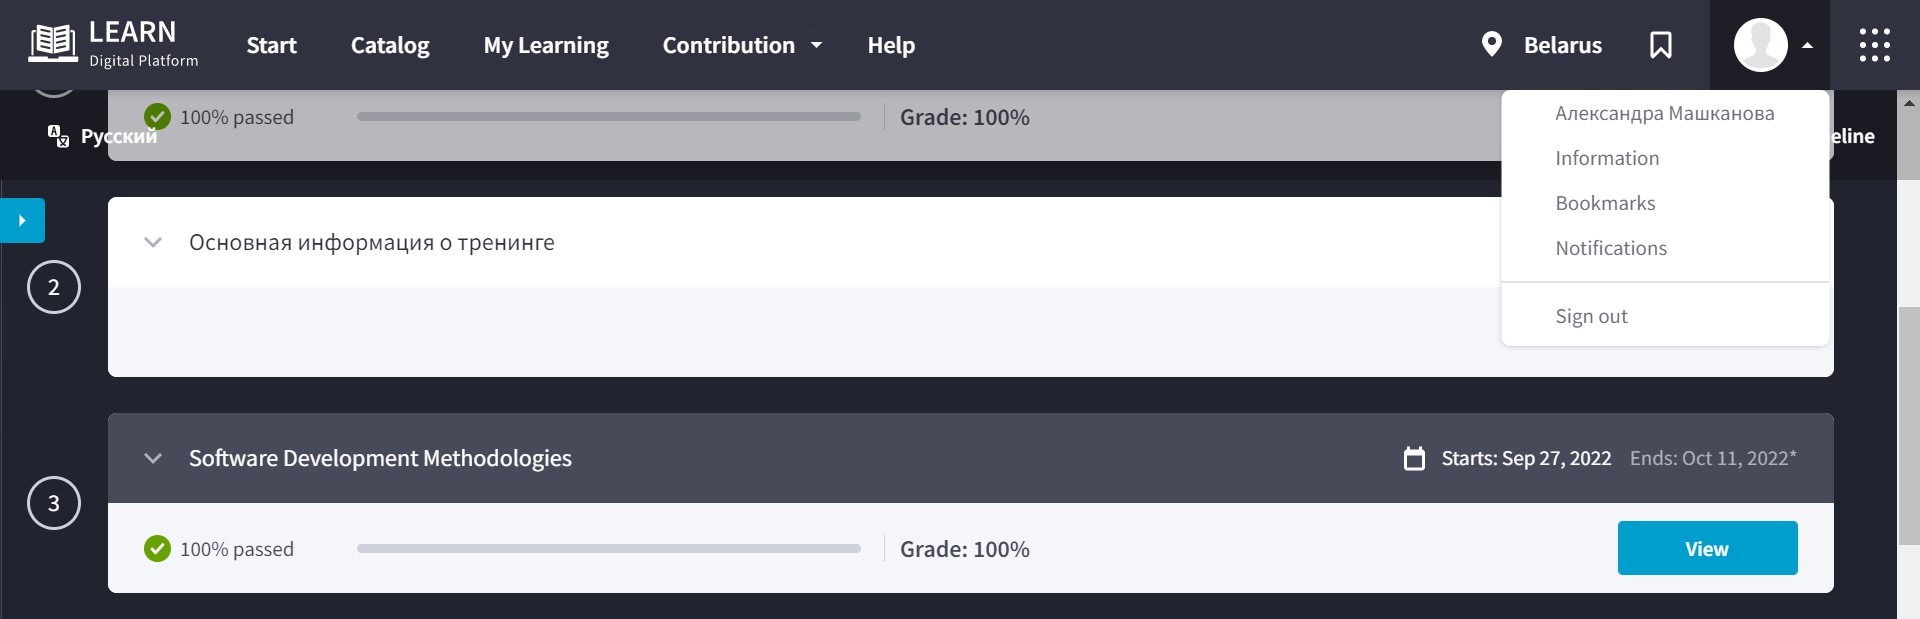 LEARN
Digital Platform
Start
Catalog
My Learning
Contribution
Help
Belarus
100% passed
Grade: 100%
Русский
eline
Александра Машканова
Information
Bookmarks
Notifications
Sign out
2
Основная информация о тренинге
3
Software Development Methodologies
Starts: Sep 27, 2022
Ends: Oct 11, 2022*
100% passed
Grade: 100%
View